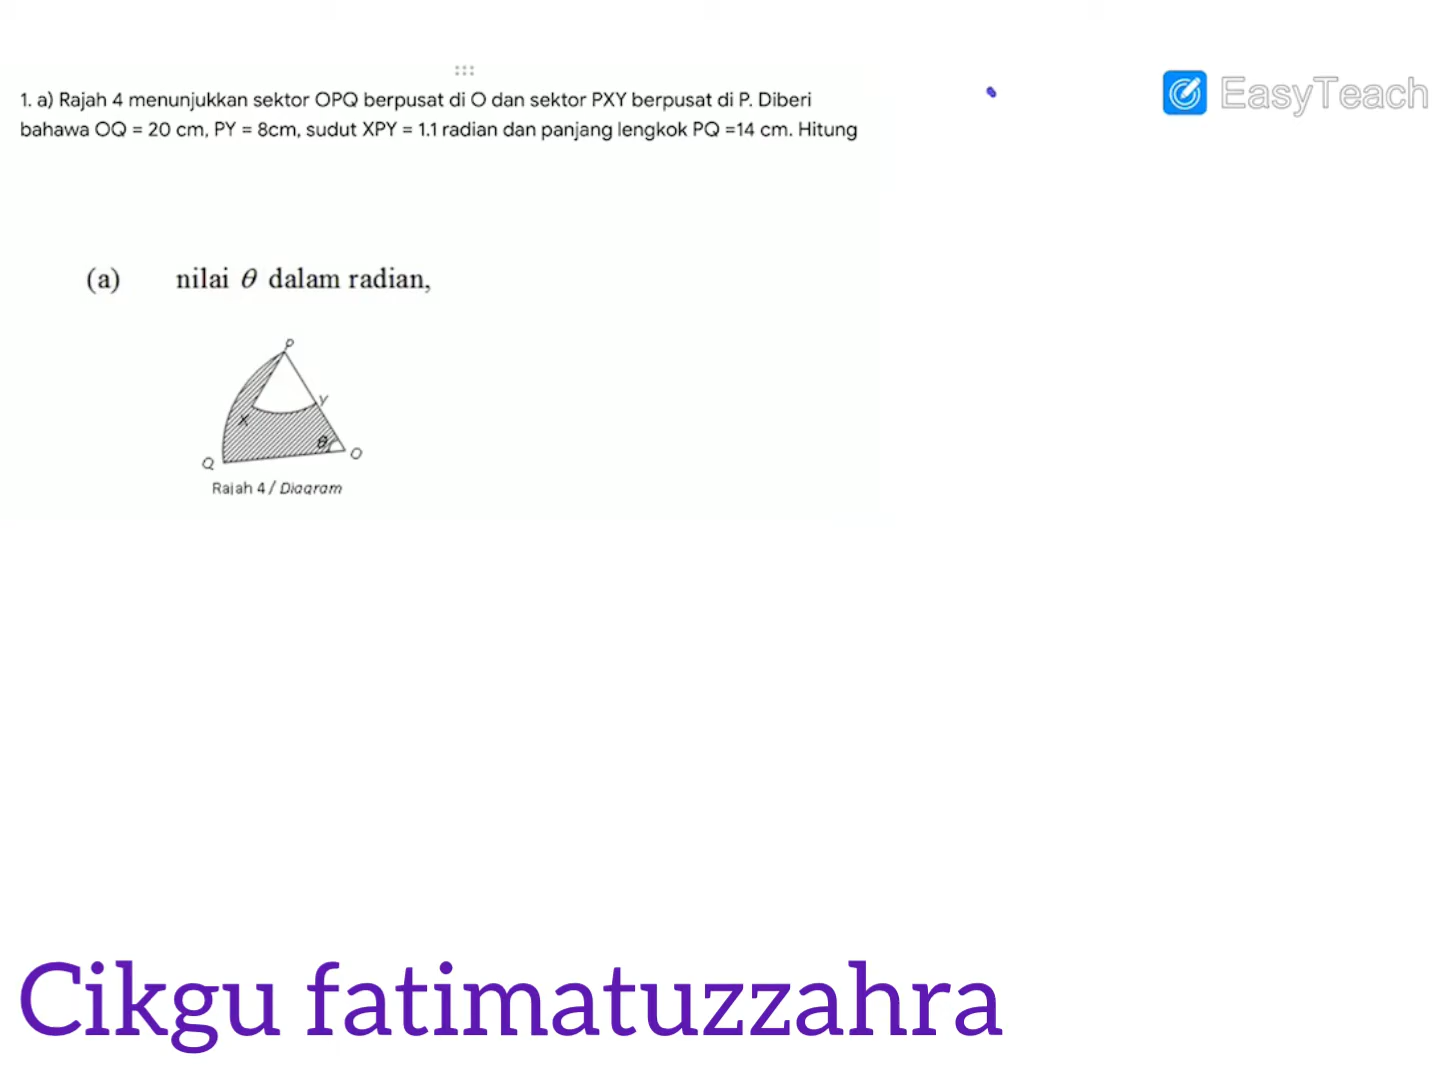 1. a) Rajah 4 menunjukkan sektor OPQ berpusat di O dan sektor PXY berpusat di P. Diberi
bahawa OQ = 20 cm, PY = 8cm, sudut XPY = 1.1 radian dan panjang lengkok PQ =14 cm. Hitung
EasyTeach
(a) nilai θ dalam radian,
P
Y
X
θ
O
Q
Rajah 4 / Diagram
Cikgu fatimatuzzahra